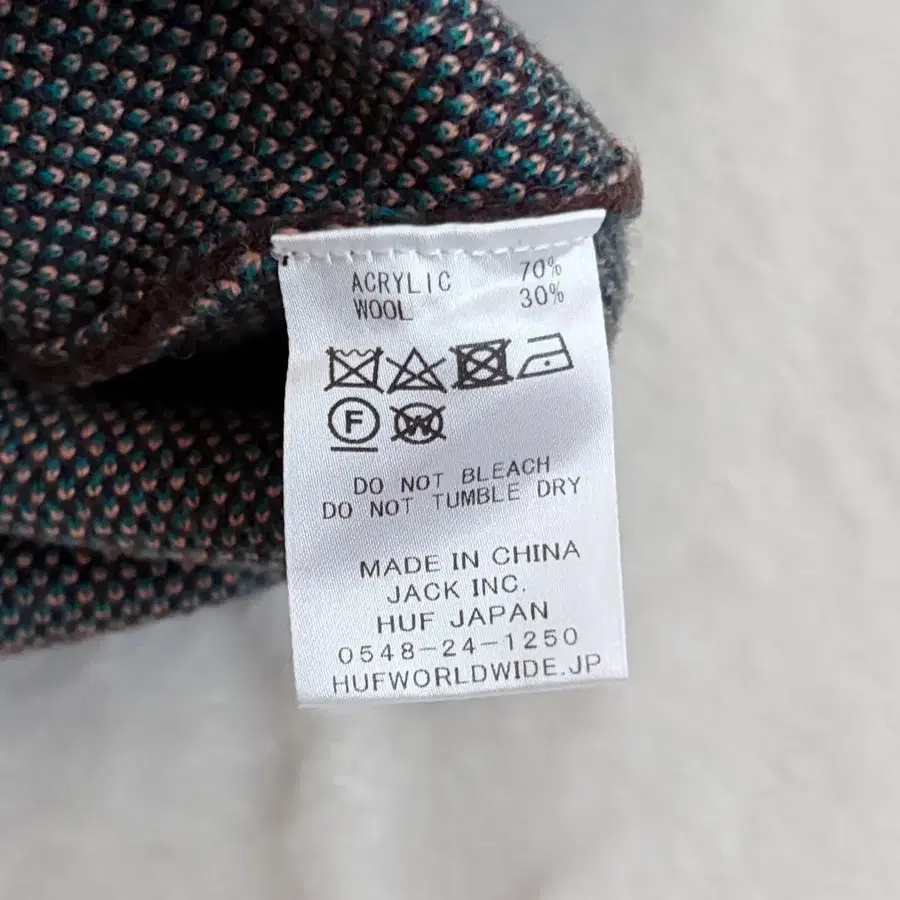 ACRYLIC 70%
WOOL 30%
F W
DO NOT BLEACH
DO NOT TUMBLE DRY
MADE IN CHINA
JACK INC.
HUF JAPAN
0548-24-1250
HUFWORLDWIDE.JP